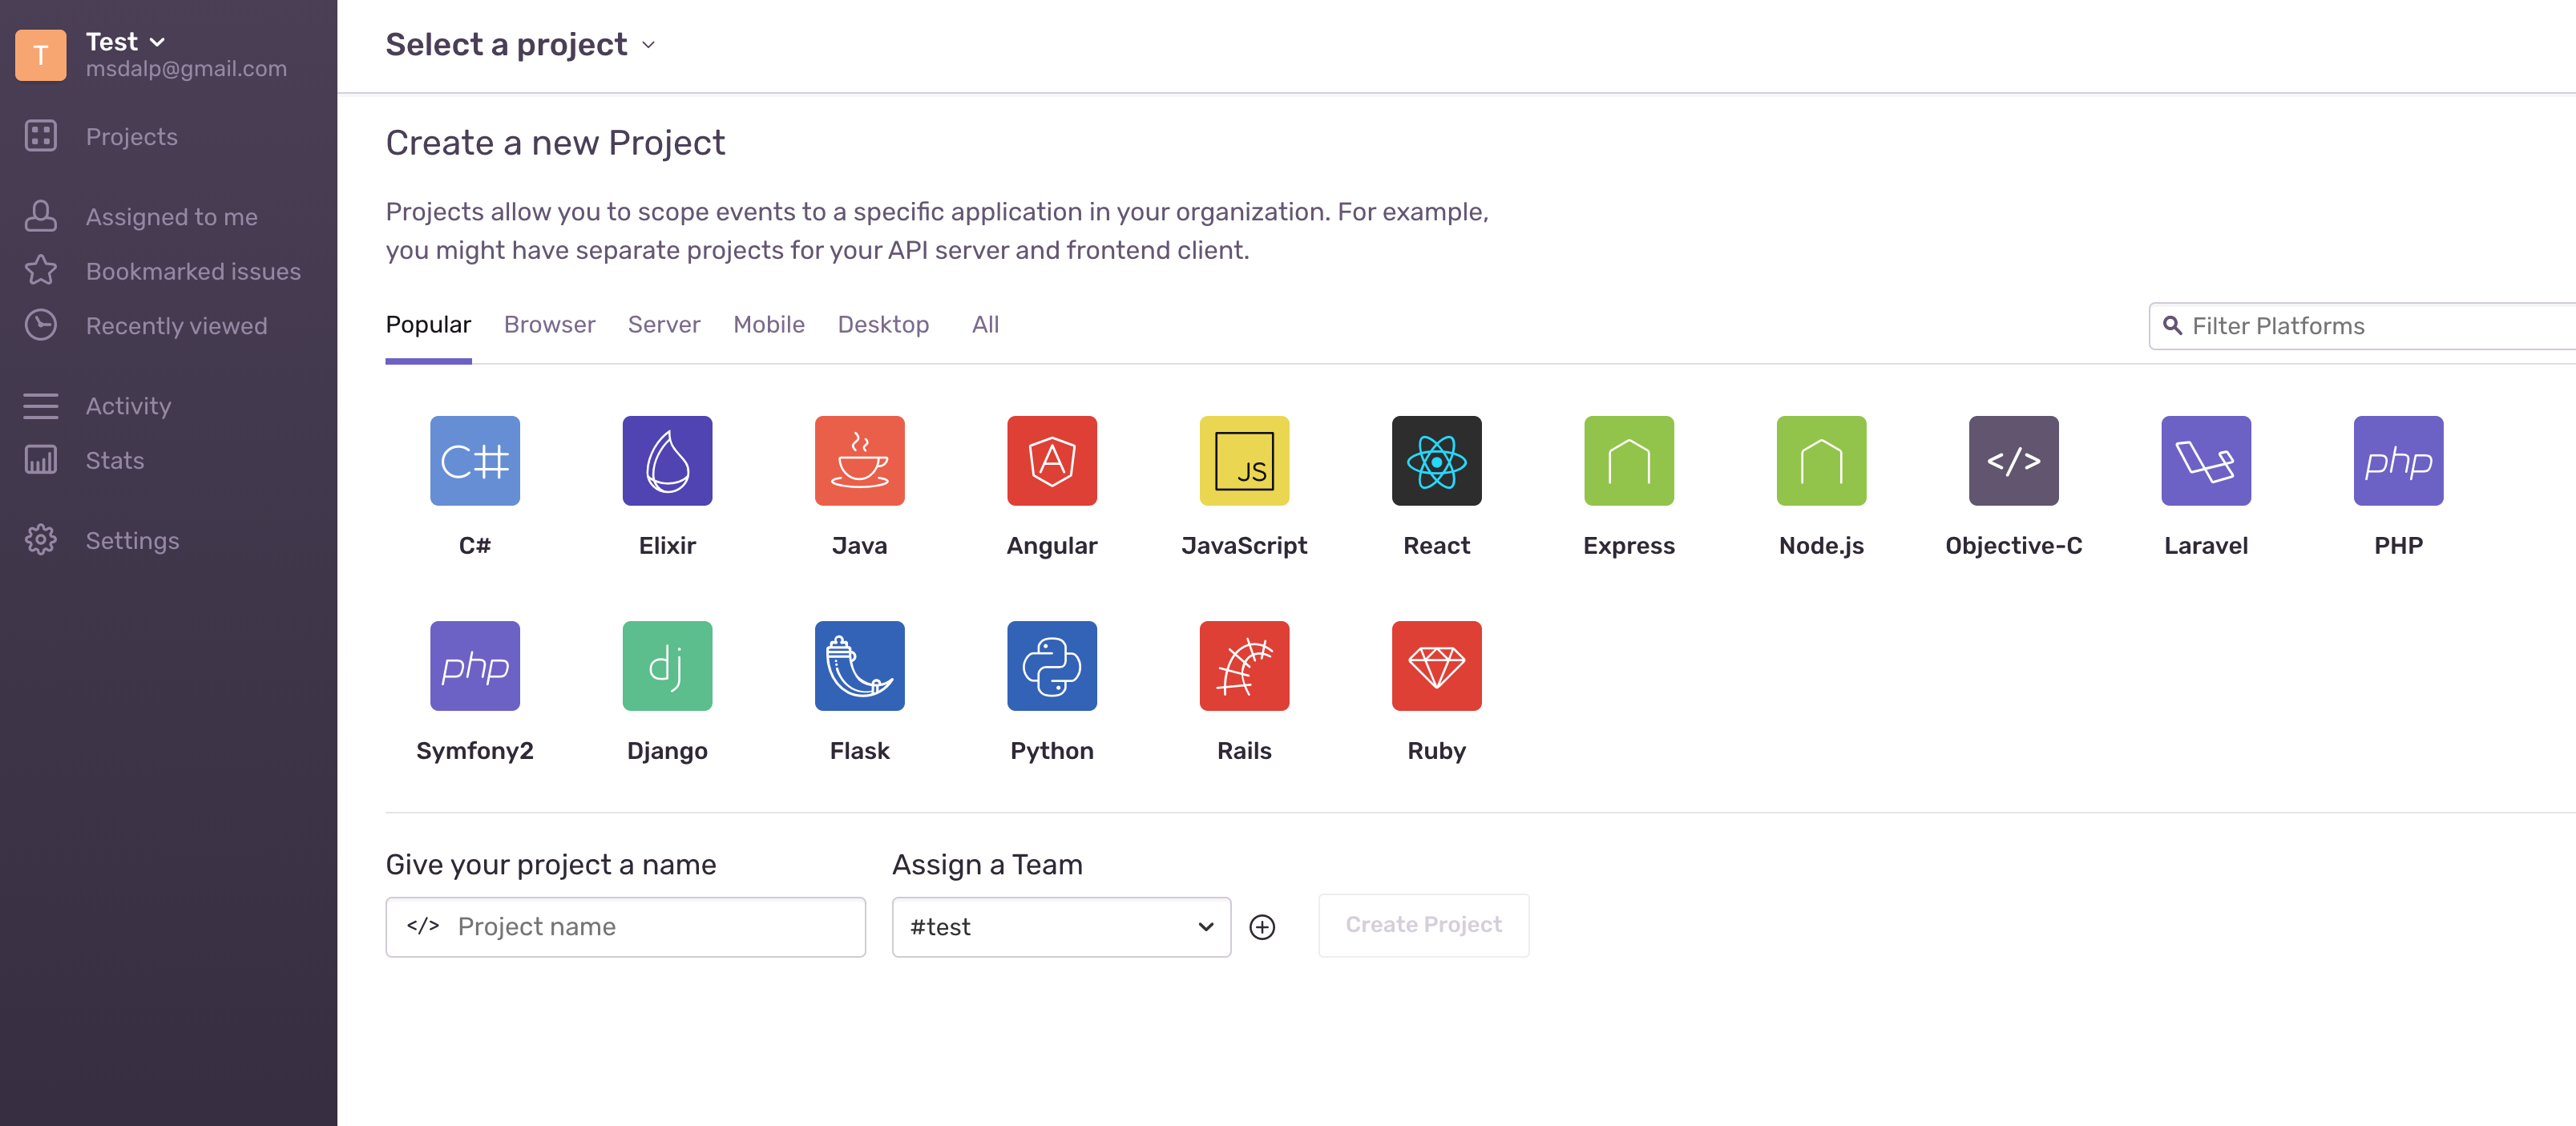 T
Test
msdalp@gmail.com
Projects
Assigned to me
Bookmarked issues
Recently viewed
Activity
Stats
Settings
Select a project
Create a new Project
Projects allow you to scope events to a specific application in your organization. For example,
you might have separate projects for your API server and frontend client.
Popular Browser Server Mobile Desktop All
Filter Platforms
C# JS </> php
C# Elixir Java Angular JavaScript React Express Node.js Objective-C Laravel PHP
php dj
Symfony2 Django Flask Python Rails Ruby
Give your project a name
</> Project name
Assign a Team
#test
Create Project